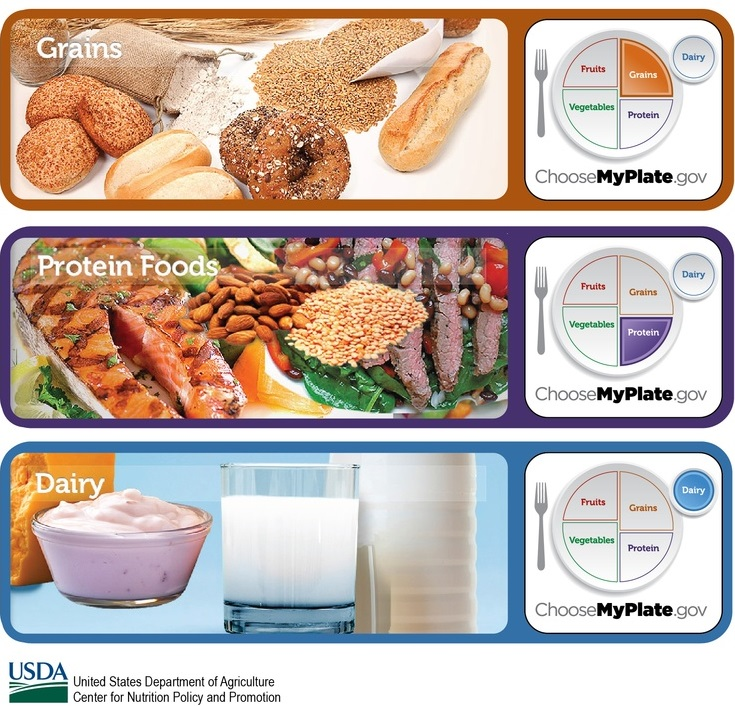 Grains
Fruits
Grains
Dairy
Vegetables
Protein
ChooseMyPlate.gov
Protein Foods
Fruits
Grains
Dairy
Vegetables
Protein
ChooseMyPlate.gov
Dairy
Fruits
Grains
Dairy
Vegetables
Protein
ChooseMyPlate.gov
USDA
United States Department of Agriculture
Center for Nutrition Policy and Promotion